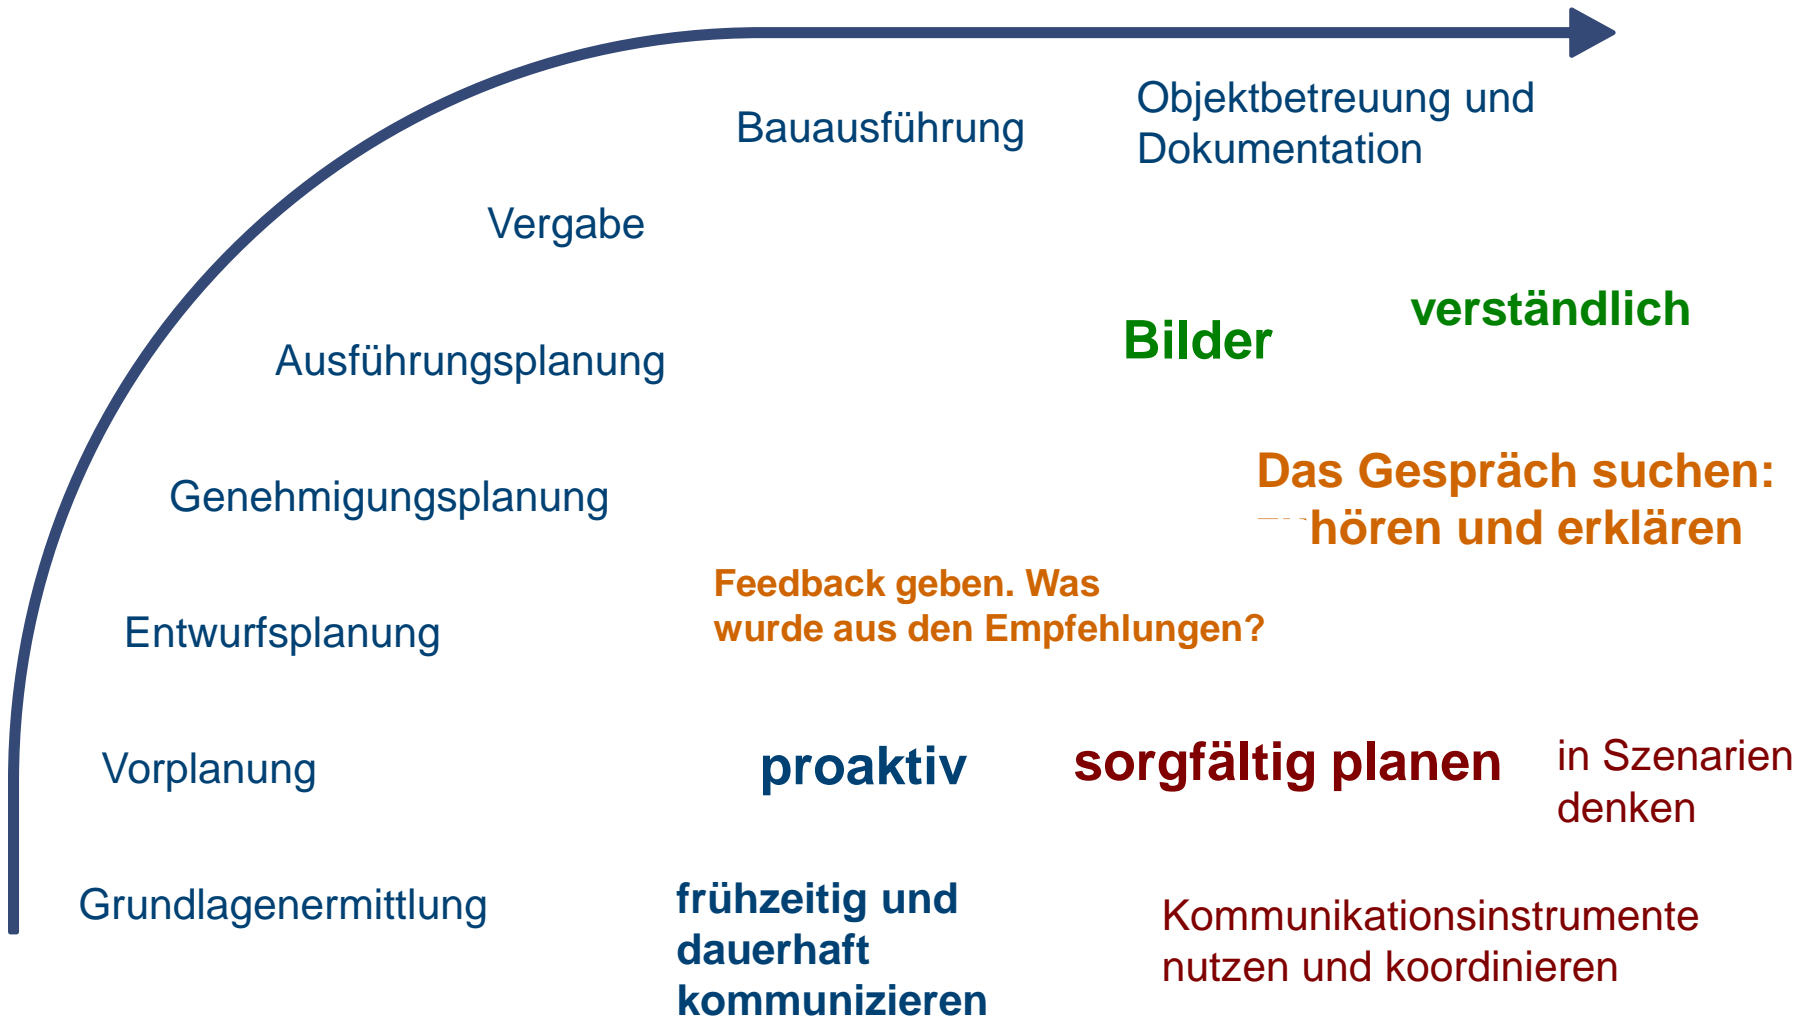 Bauausführung
Objektbetreuung und
Dokumentation
Vergabe
Ausführungsplanung
Bilder
verständlich
Genehmigungsplanung
Das Gespräch suchen:
hören und erklären
Feedback geben. Was
wurde aus den Empfehlungen?
Entwurfsplanung
Vorplanung
proaktiv
sorgfältig planen
in Szenarien
denken
Grundlagenermittlung
frühzeitig und
dauerhaft
kommunizieren
Kommunikationsinstrumente
nutzen und koordinieren